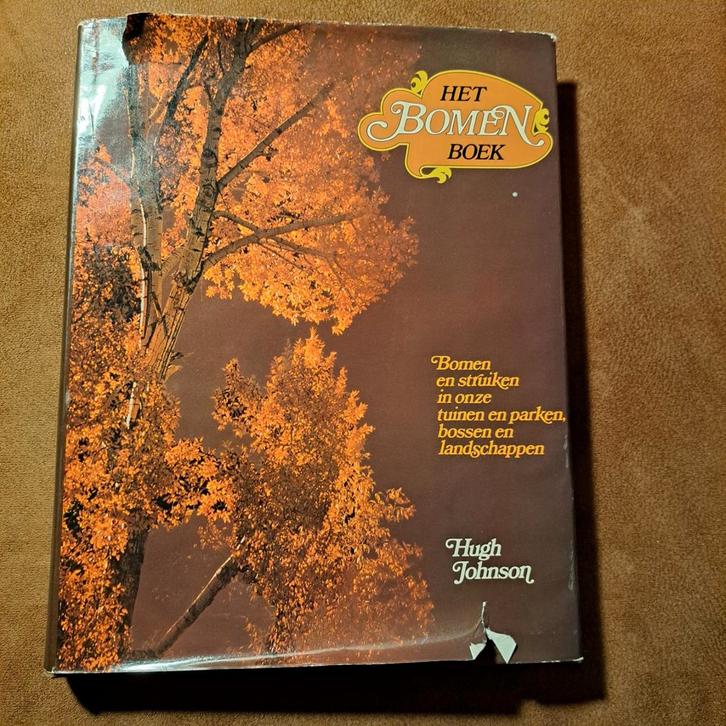 HET
BOMEN
BOEK
Bomen
en struiken
in onze
tuinen en parken,
bossen en
landschappen
Hugh
Johnson